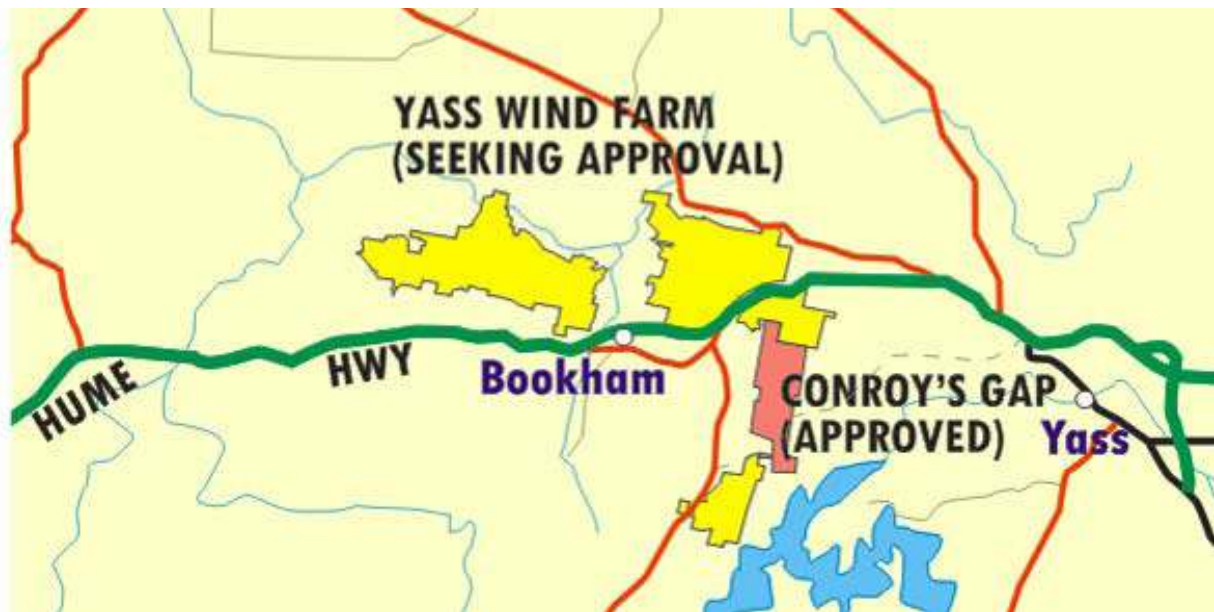 YASS WIND FARM
(SEEKING APPROVAL)
HUME
HWY
Bookham
CONROY'S GAP
(APPROVED)
Yass